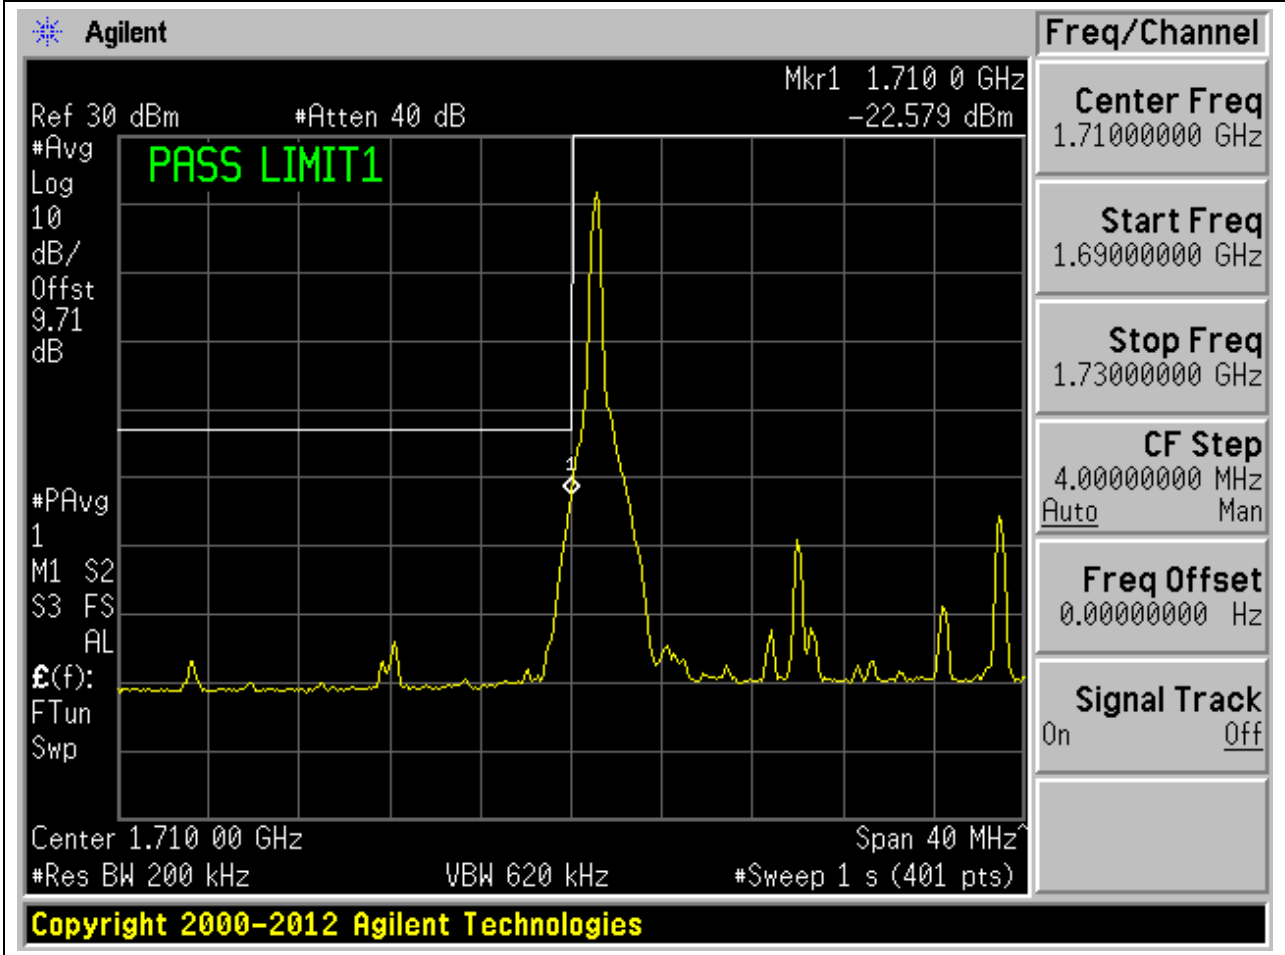 Agilent
Freq/Channel
Mkr1 1.710 0 GHz
Ref 30 dBm #Atten 40 dB -22.579 dBm
#Avg
Log
10
dB/
Offst
9.71
dB
PASS LIMIT1
1
#PAvg
1
M1 S2
S3 FS
AL
£(f):
FTun
Swp
Center 1.710 00 GHz Span 40 MHz^
#Res BW 200 kHz VBW 620 kHz #Sweep 1 s (401 pts)
Copyright 2000-2012 Agilent Technologies
Center Freq
1.71000000 GHz
Start Freq
1.69000000 GHz
Stop Freq
1.73000000 GHz
CF Step
4.00000000 MHz
Auto Man
Freq Offset
0.00000000 Hz
Signal Track
On Off